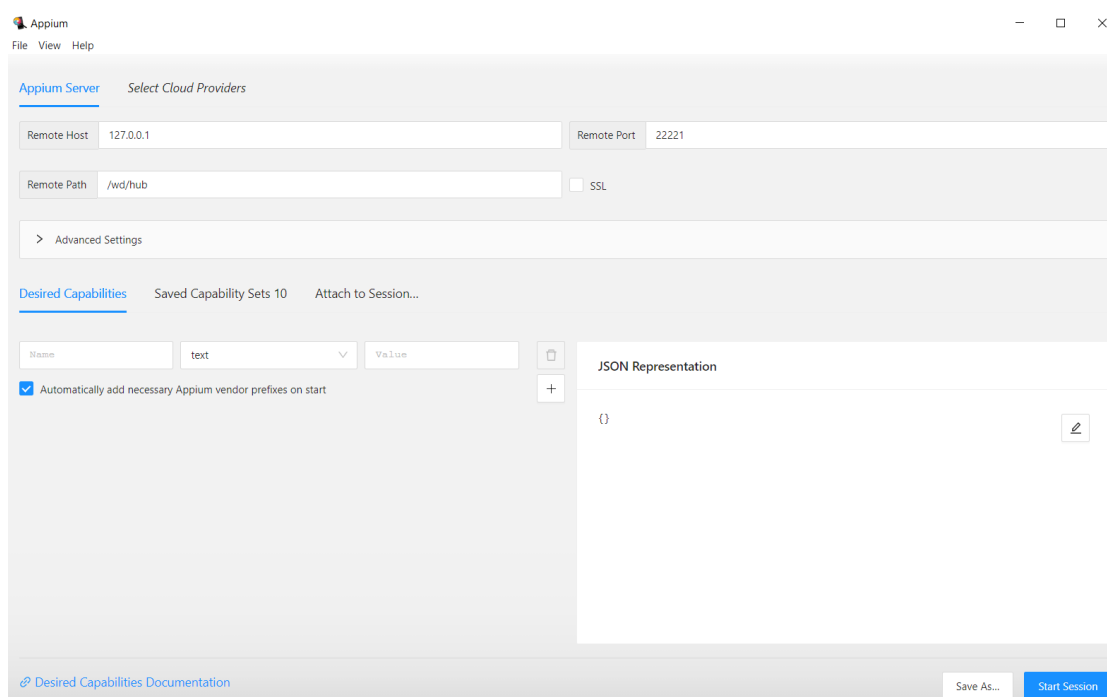 Appium
File View Help
Appium Server Select Cloud Providers
Remote Host 127.0.0.1 Remote Port 22221
Remote Path /wd/hub SSL
Advanced Settings
Desired Capabilities Saved Capability Sets 10 Attach to Session...
Name text Value
JSON Representation
Automatically add necessary Appium vendor prefixes on start
{}
Desired Capabilities Documentation
Save As... Start Session